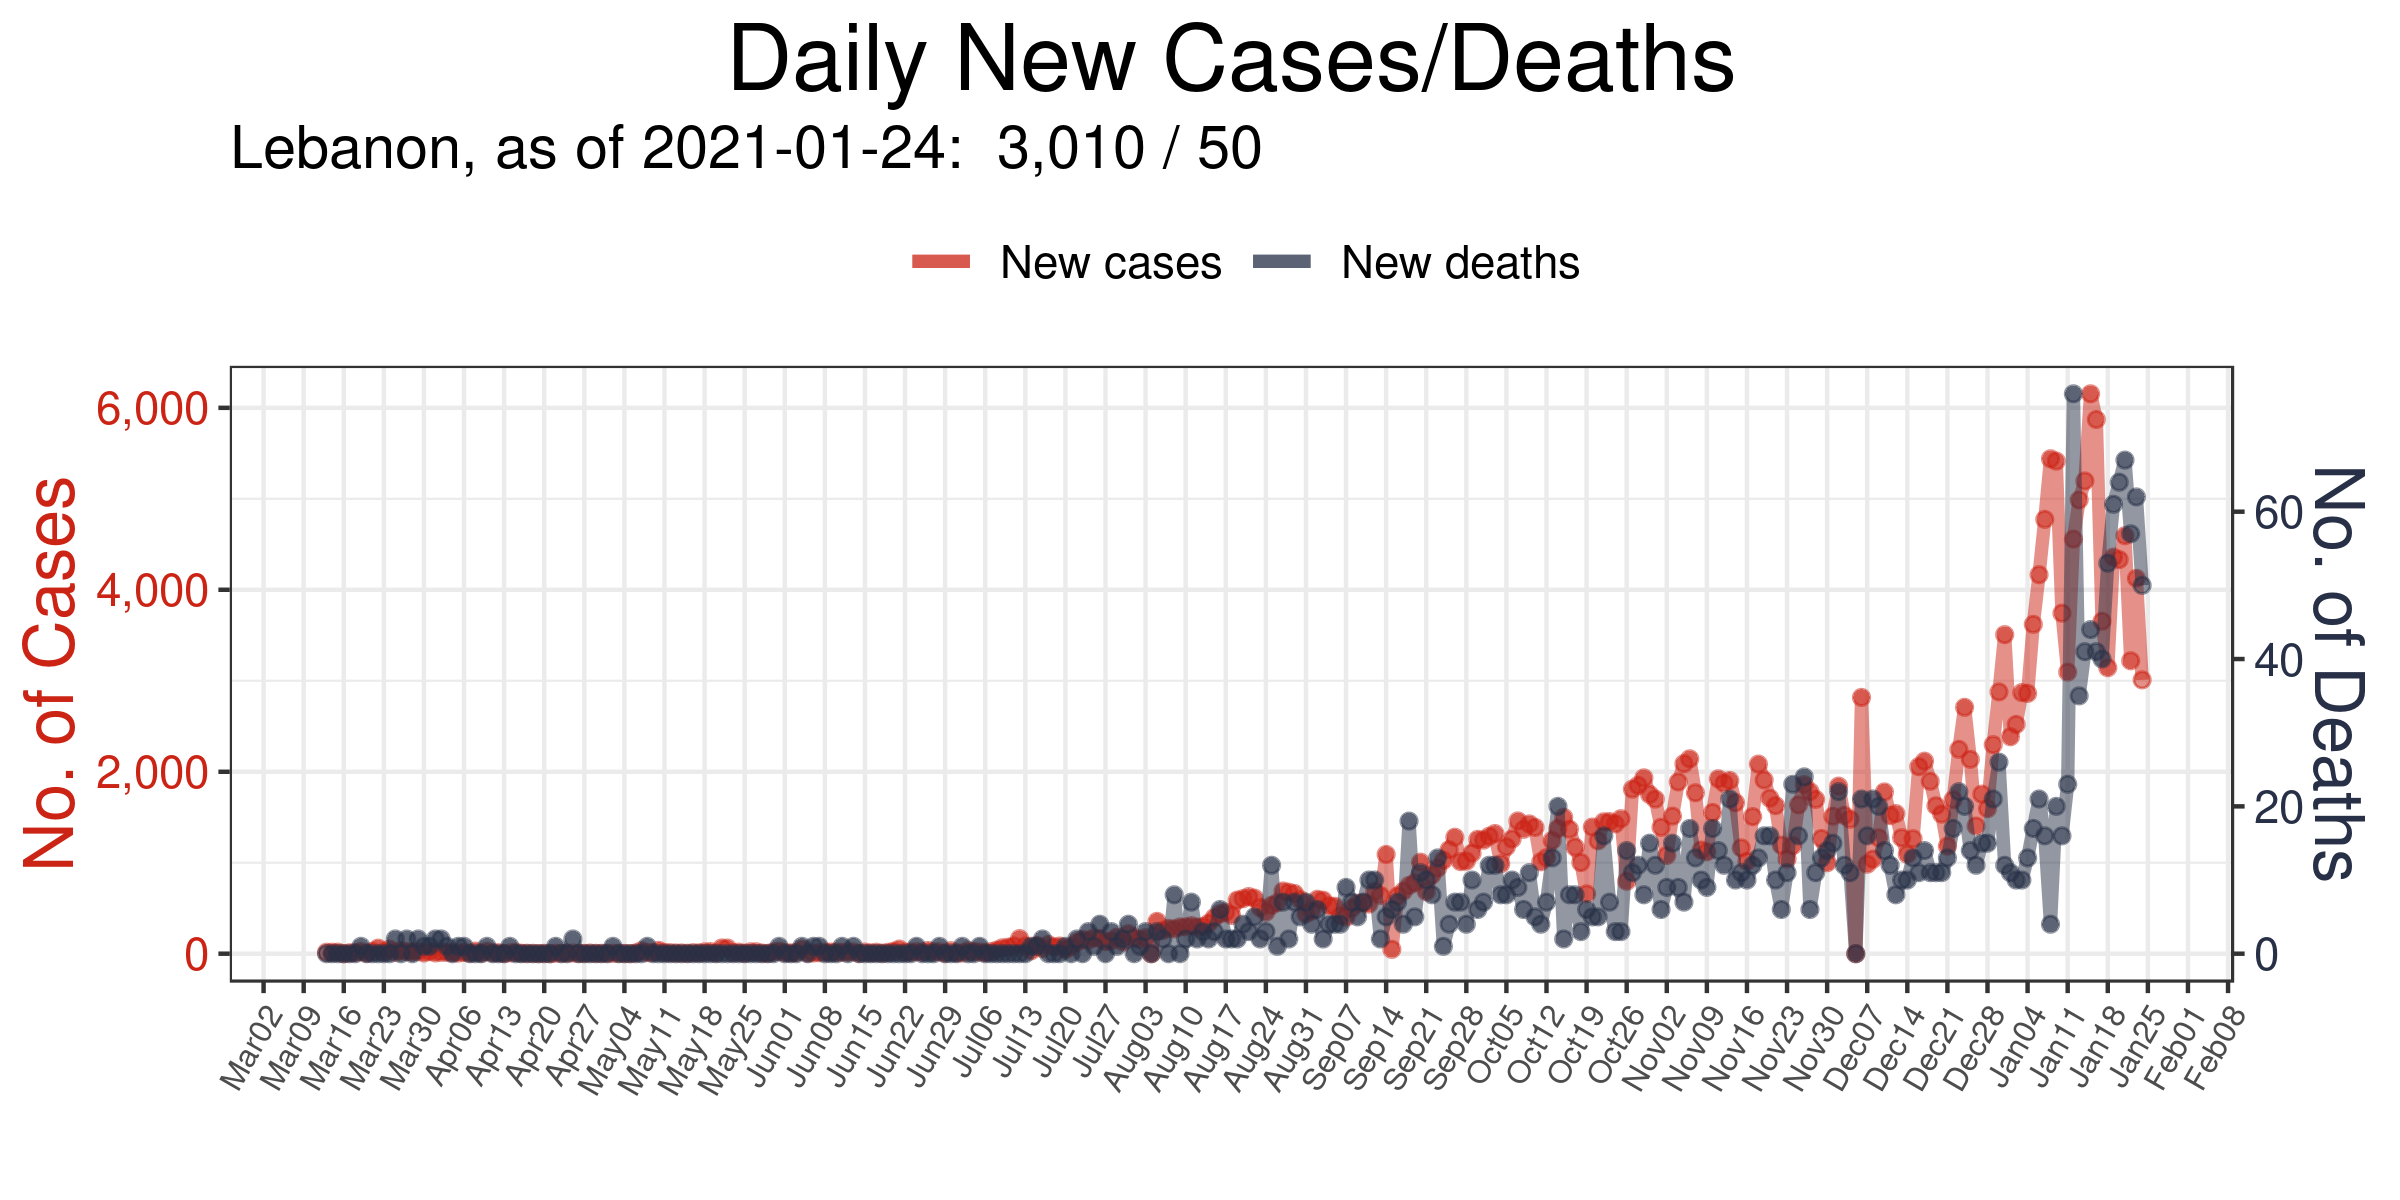 Daily New Cases/Deaths
Lebanon, as of 2021-01-24:  3,010 / 50
New cases New deaths
No. of Cases
6,000
4,000
2,000
0
60
40
20
0
No. of Deaths
Mar02 Mar09 Mar16 Mar23 Mar30 Apr06 Apr13 Apr20 Apr27 May04 May11 May18 May25 Jun01 Jun08 Jun15 Jun22 Jun29 Jul06 Jul13 Jul20 Jul27 Aug03 Aug10 Aug17 Aug24 Aug31 Sep07 Sep14 Sep21 Sep28 Oct05 Oct12 Oct19 Oct26 Nov02 Nov09 Nov16 Nov23 Nov30 Dec07 Dec14 Dec21 Dec28 Jan04 Jan11 Jan18 Jan25 Feb01 Feb08